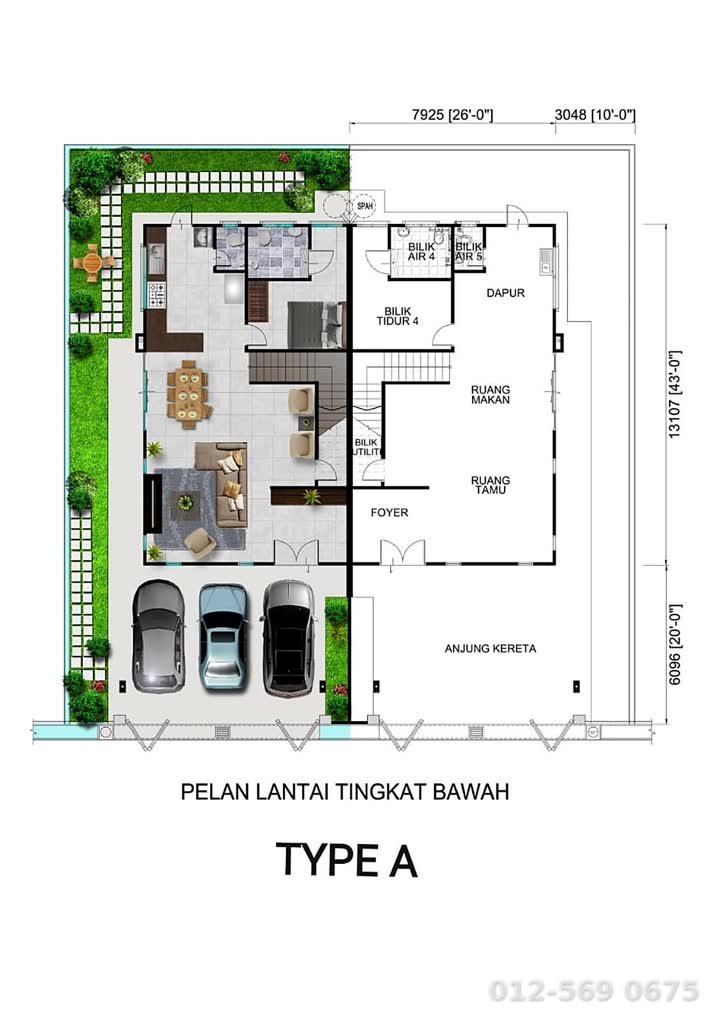 7925 [26'-0"]
3048 [10'-0"]
SPAH
BILIK
AIR 4
BILIK
AIR 5
DAPUR
BILIK
TIDUR 4
13107 [43'-0"]
RUANG
MAKAN
BILIK
UTILITI
RUANG
TAMU
FOYER
ANJUNG KERETA
6096 [20'-0"]
PELAN LANTAI TINGKAT BAWAH
TYPE A
012-569 0675